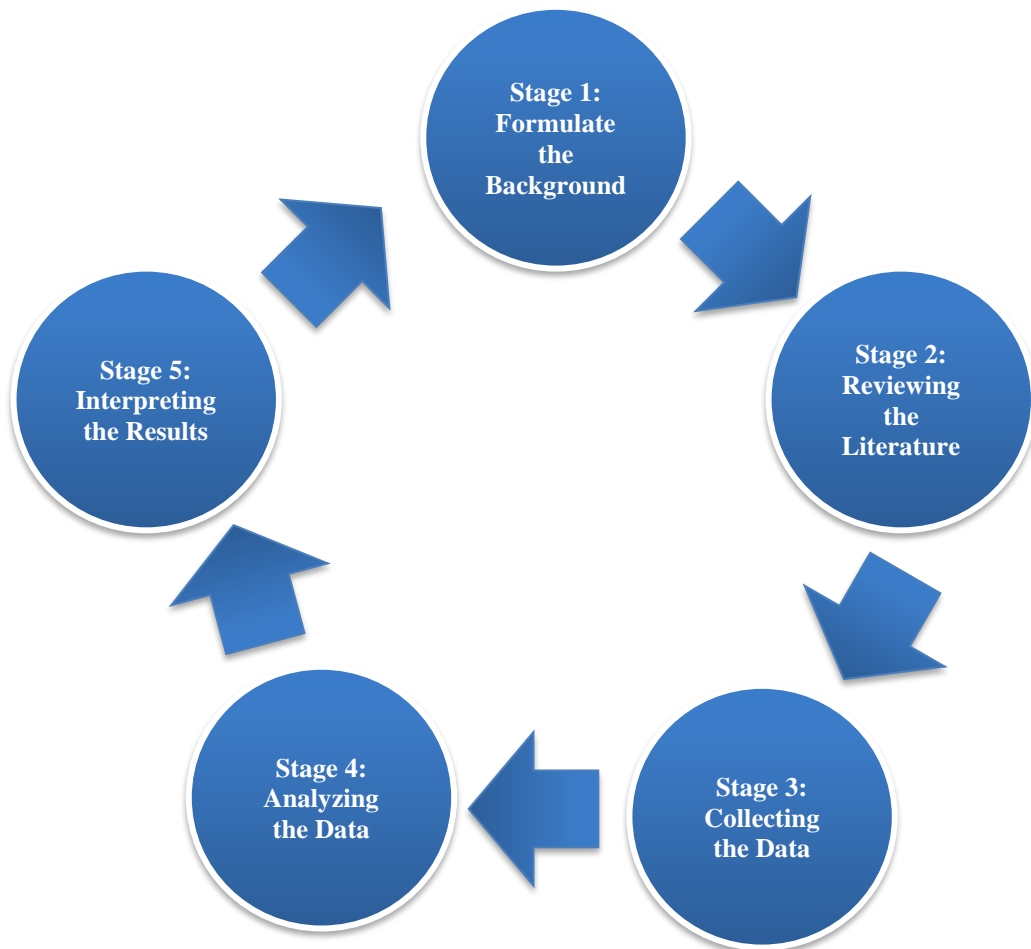 Stage 1:
Formulate
the
Background
Stage 2:
Reviewing
the
Literature
Stage 3:
Collecting
the Data
Stage 4:
Analyzing
the Data
Stage 5:
Interpreting
the Results